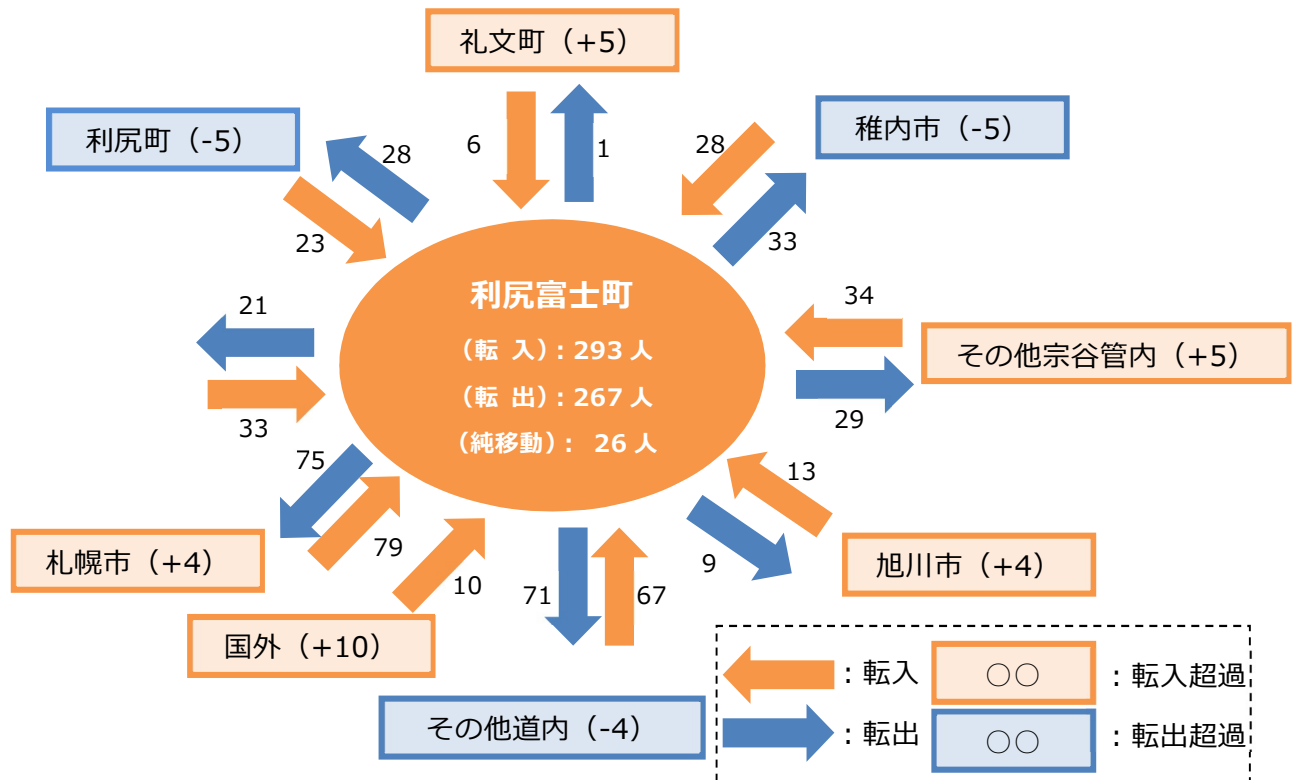 礼文町（+5）
利尻町（-5）
稚内市（-5）
6
1
28
28
23
33
利尻富士町
（転 入）: 293 人
（転 出）: 267 人
（純移動）: 26 人
21
33
34
その他宗谷管内（+5）
29
75
79
札幌市（+4）
10
国外（+10）
71
67
13
9
旭川市（+4）
その他道内（-4）
：転入
○○
：転入超過
：転出
○○
：転出超過